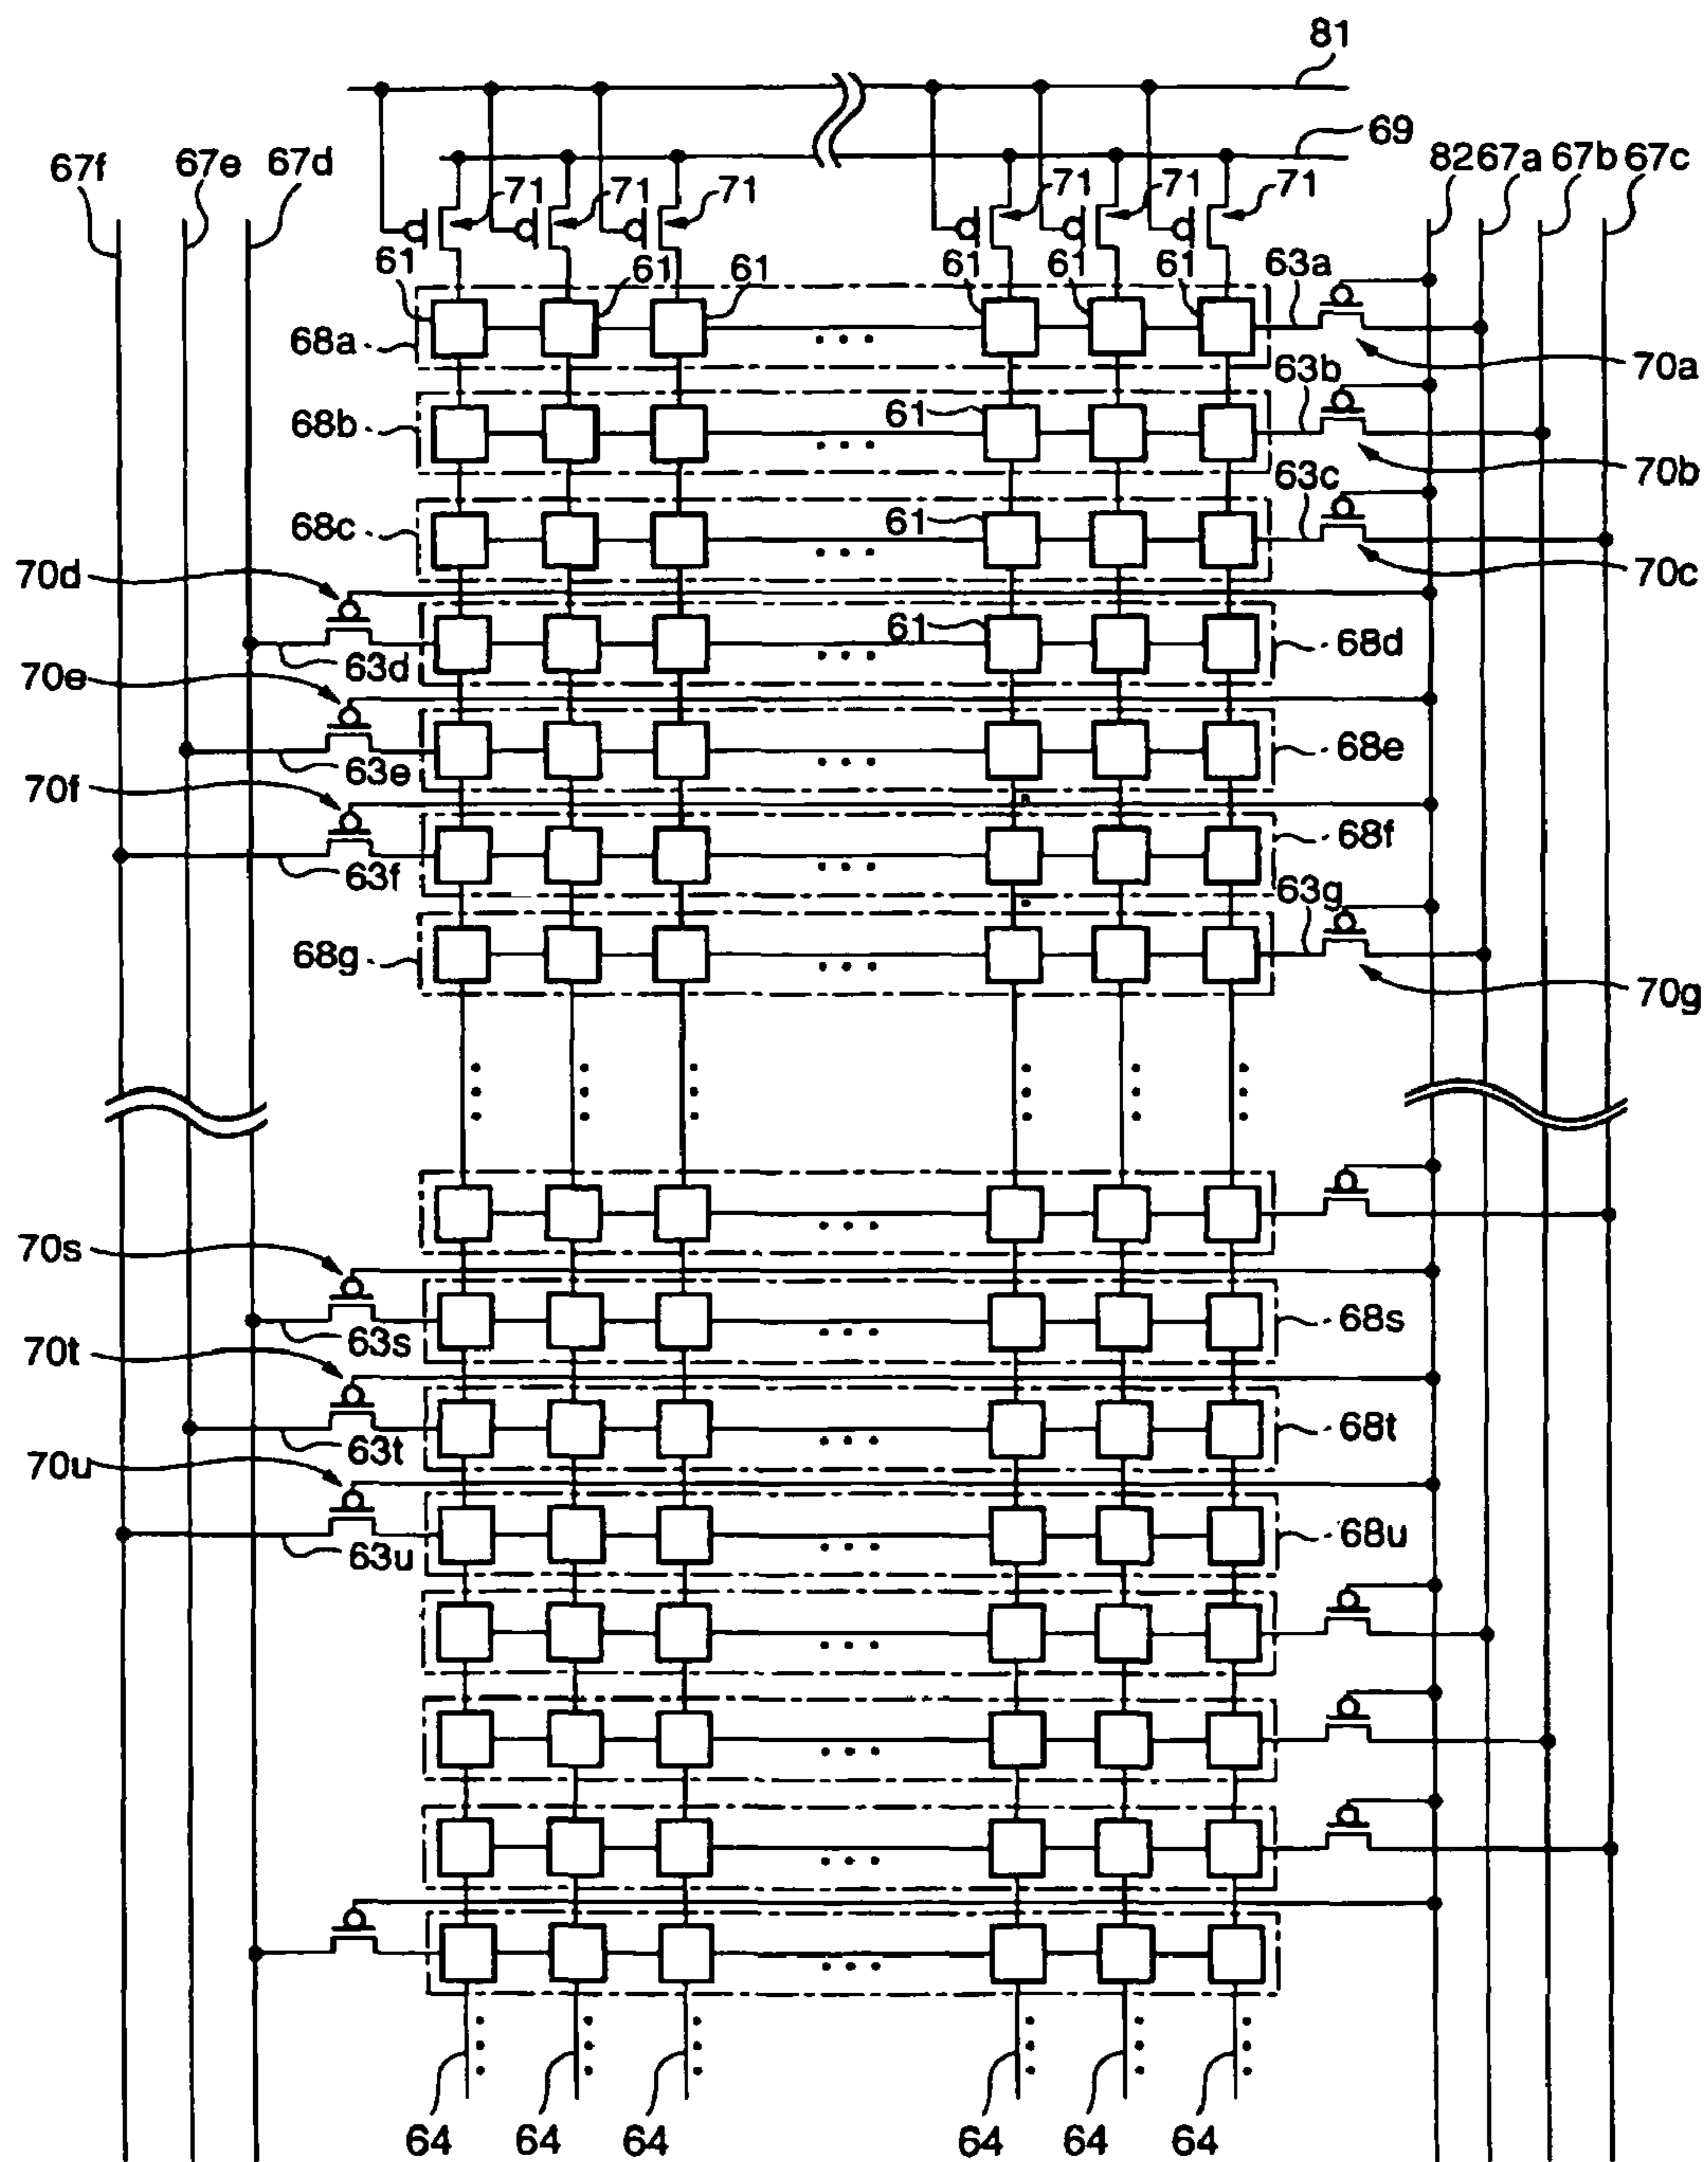 81
69
67f 67e 67d 82 67a 67b 67c
71 71 71 71 71 71
61 61 61 61 61 61 63a
68a 70a
63b
68b 61 70b
63c
68c 61 70c
70d
61 68d
63d
70e
68e
63e
70f
68f
63f 63g
68g
70g
70s
68s
63s
70t
68t
63t
70u
68u
63u
64 64 64 64 64 64